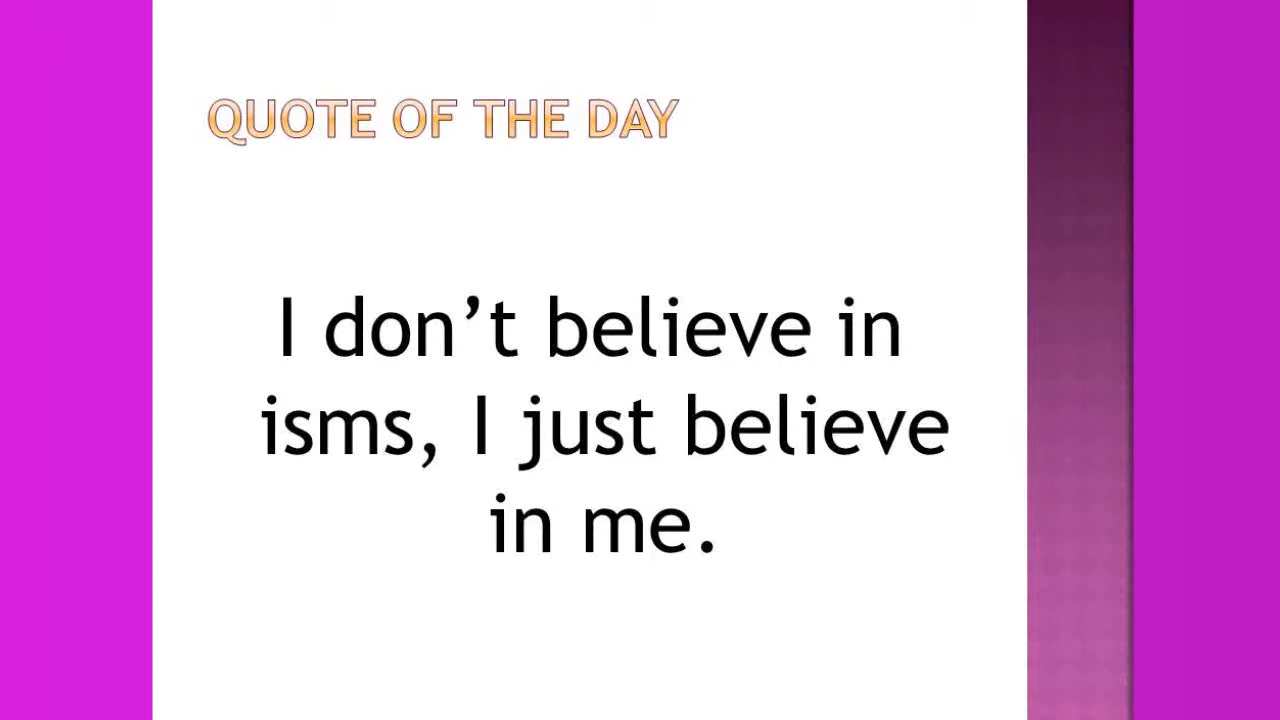 QUOTE OF THE DAY
I don’t believe in
isms, I just believe
in me.